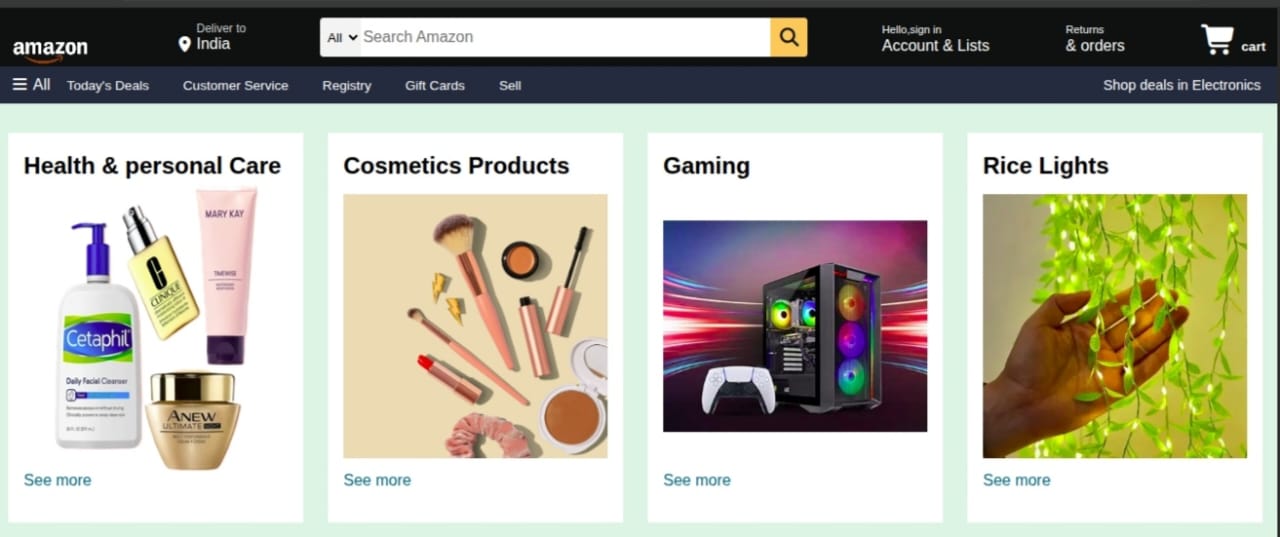 amazon
Deliver to
India
All
Search Amazon
Hello,sign in
Account & Lists
Returns
& orders
cart
All
Today's Deals
Customer Service
Registry
Gift Cards
Sell
Shop deals in Electronics
Health & personal Care
MARY KAY
TIMEWISE
CLINIQUE
Cetaphil
Daily Facial Cleanser
ANEW
ULTIMATE
See more
Cosmetics Products
See more
Gaming
See more
Rice Lights
See more